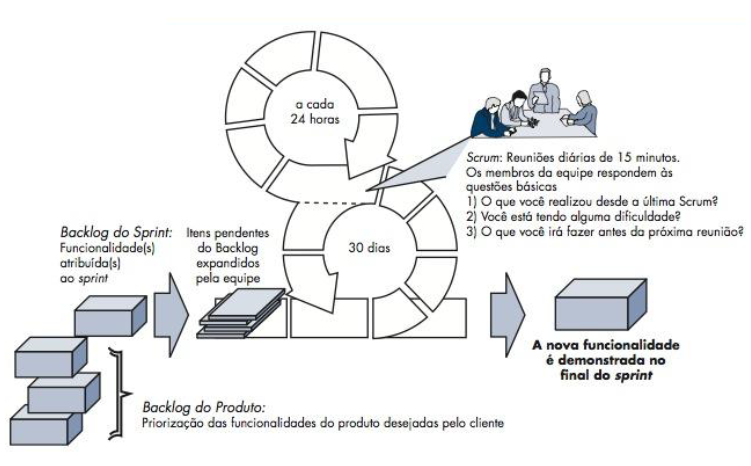 a cada
24 horas
Scrum: Reuniões diárias de 15 minutos.
Os membros da equipe respondem às
questões básicas
1) O que você realizou desde a última Scrum?
2) Você está tendo alguma dificuldade?
3) O que você irá fazer antes da próxima reunião?
Backlog do Sprint:
Funcionalidade(s)
atribuída(s)
ao sprint
Itens pendentes
do Backlog
expandidos
pela equipe
30 dias
A nova funcionalidade
é demonstrada no
final do sprint
Backlog do Produto:
Priorização das funcionalidades do produto desejadas pelo cliente